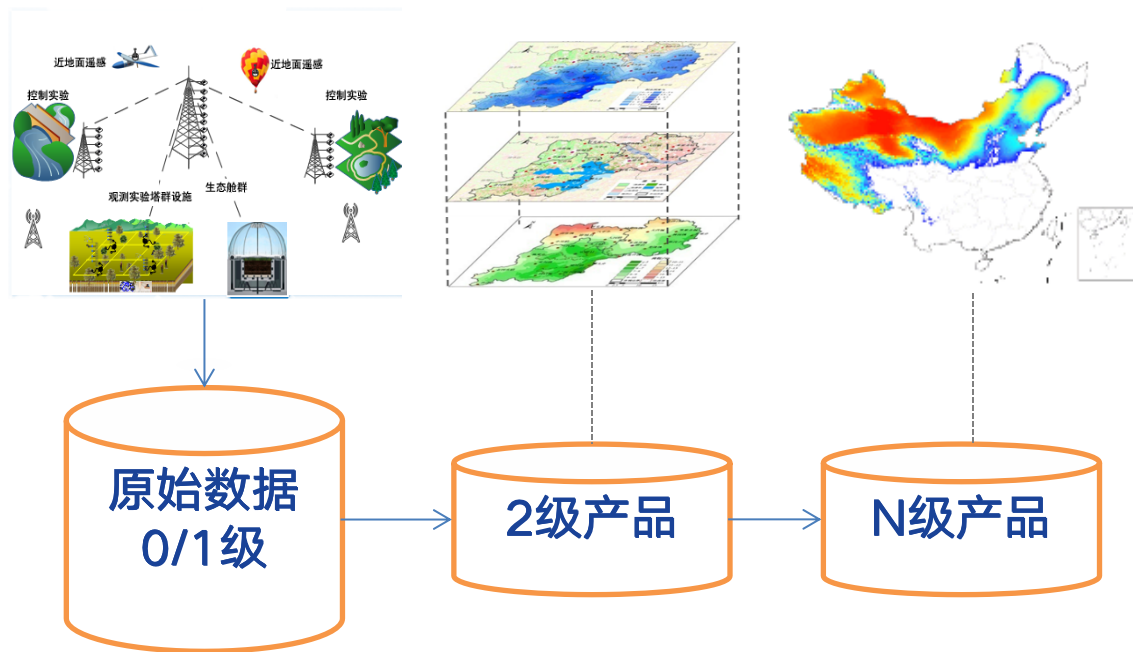 近地面遥感
近地面遥感
控制实验
控制实验
生态舱群
观测实验塔群设施
原始数据
0/1级
2级产品
N级产品